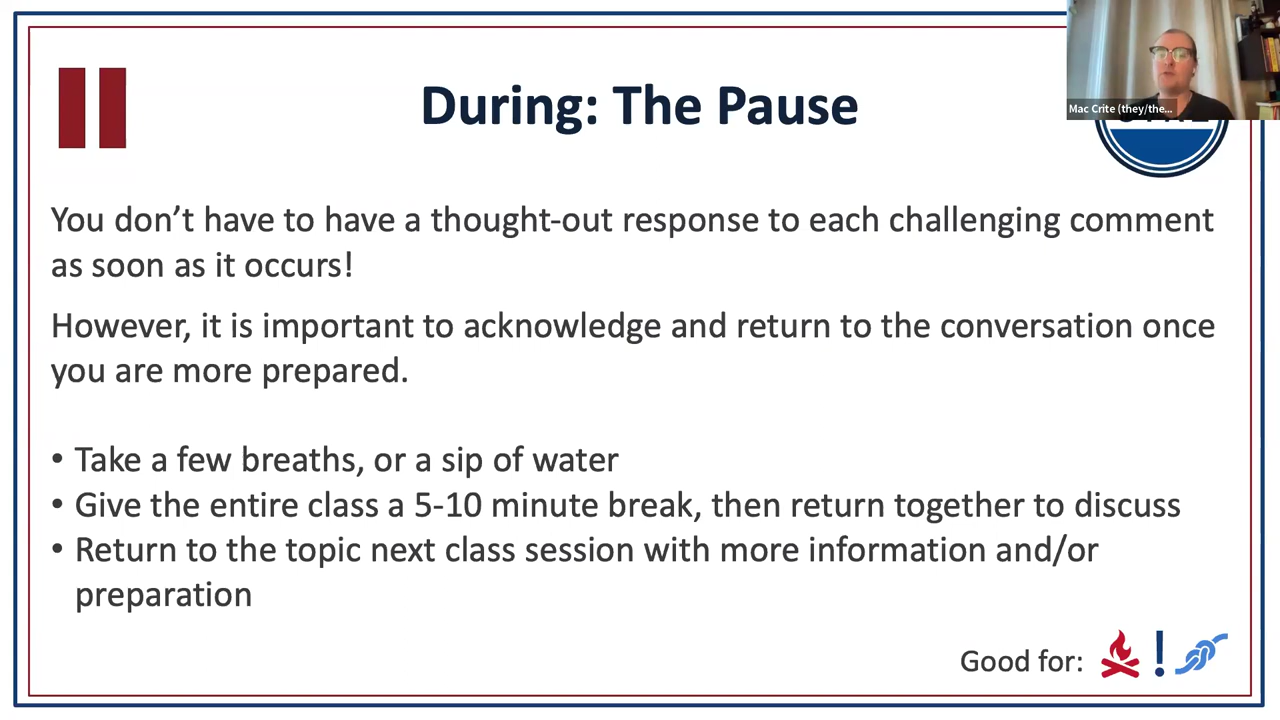 During: The Pause
Mac Crite (they/the...
You don't have to have a thought-out response to each challenging comment
as soon as it occurs!
However, it is important to acknowledge and return to the conversation once
you are more prepared.
• Take a few breaths, or a sip of water
• Give the entire class a 5-10 minute break, then return together to discuss
• Return to the topic next class session with more information and/or
preparation
Good for: